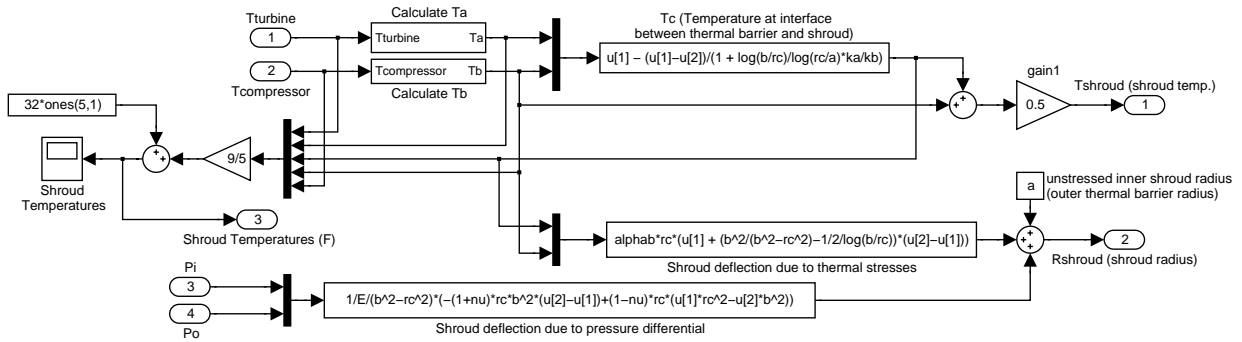 Tturbine
1
2
Tcompressor
Calculate Ta
Tturbine Ta
Tcompressor Tb
Calculate Tb
Tc (Temperature at interface
between thermal barrier and shroud)
u[1] − (u[1]−u[2])/(1 + log(b/rc)/log(rc/a)*ka/kb)
+
+
gain1
0.5
Tshroud (shroud temp.)
1
32*ones(5,1)
+
+
9/5
Shroud
Temperatures
3
Shroud Temperatures (F)
a
unstressed inner shroud radius
(outer thermal barrier radius)
alphab*rc*(u[1] + (b^2/(b^2−rc^2)−1/2/log(b/rc))*(u[2]−u[1]))
Shroud deflection due to thermal stresses
+
+
+
2
Rshroud (shroud radius)
Pi
3
4
Po
1/E/(b^2−rc^2)*(−(1+nu)*rc*b^2*(u[2]−u[1])+(1−nu)*rc*(u[1]*rc^2−u[2]*b^2))
Shroud deflection due to pressure differential